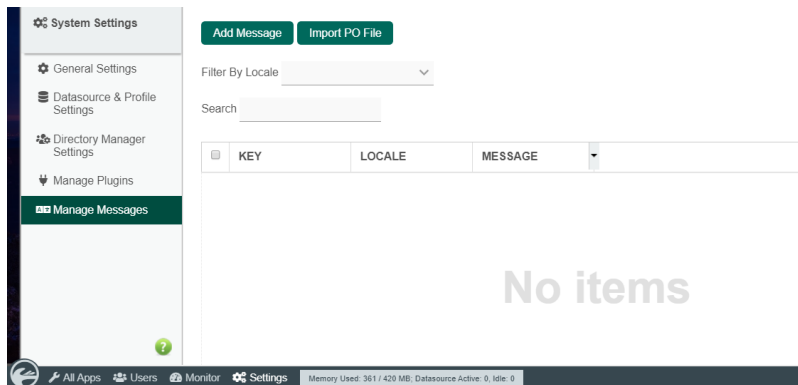 System Settings
General Settings
Datasource & Profile
Settings
Directory Manager
Settings
Manage Plugins
Manage Messages
?
Add Message
Import PO File
Filter By Locale
Search
KEY
LOCALE
MESSAGE
No items
All Apps
Users
Monitor
Settings
Memory Used: 361 / 420 MB; Datasource Active: 0, Idle: 0